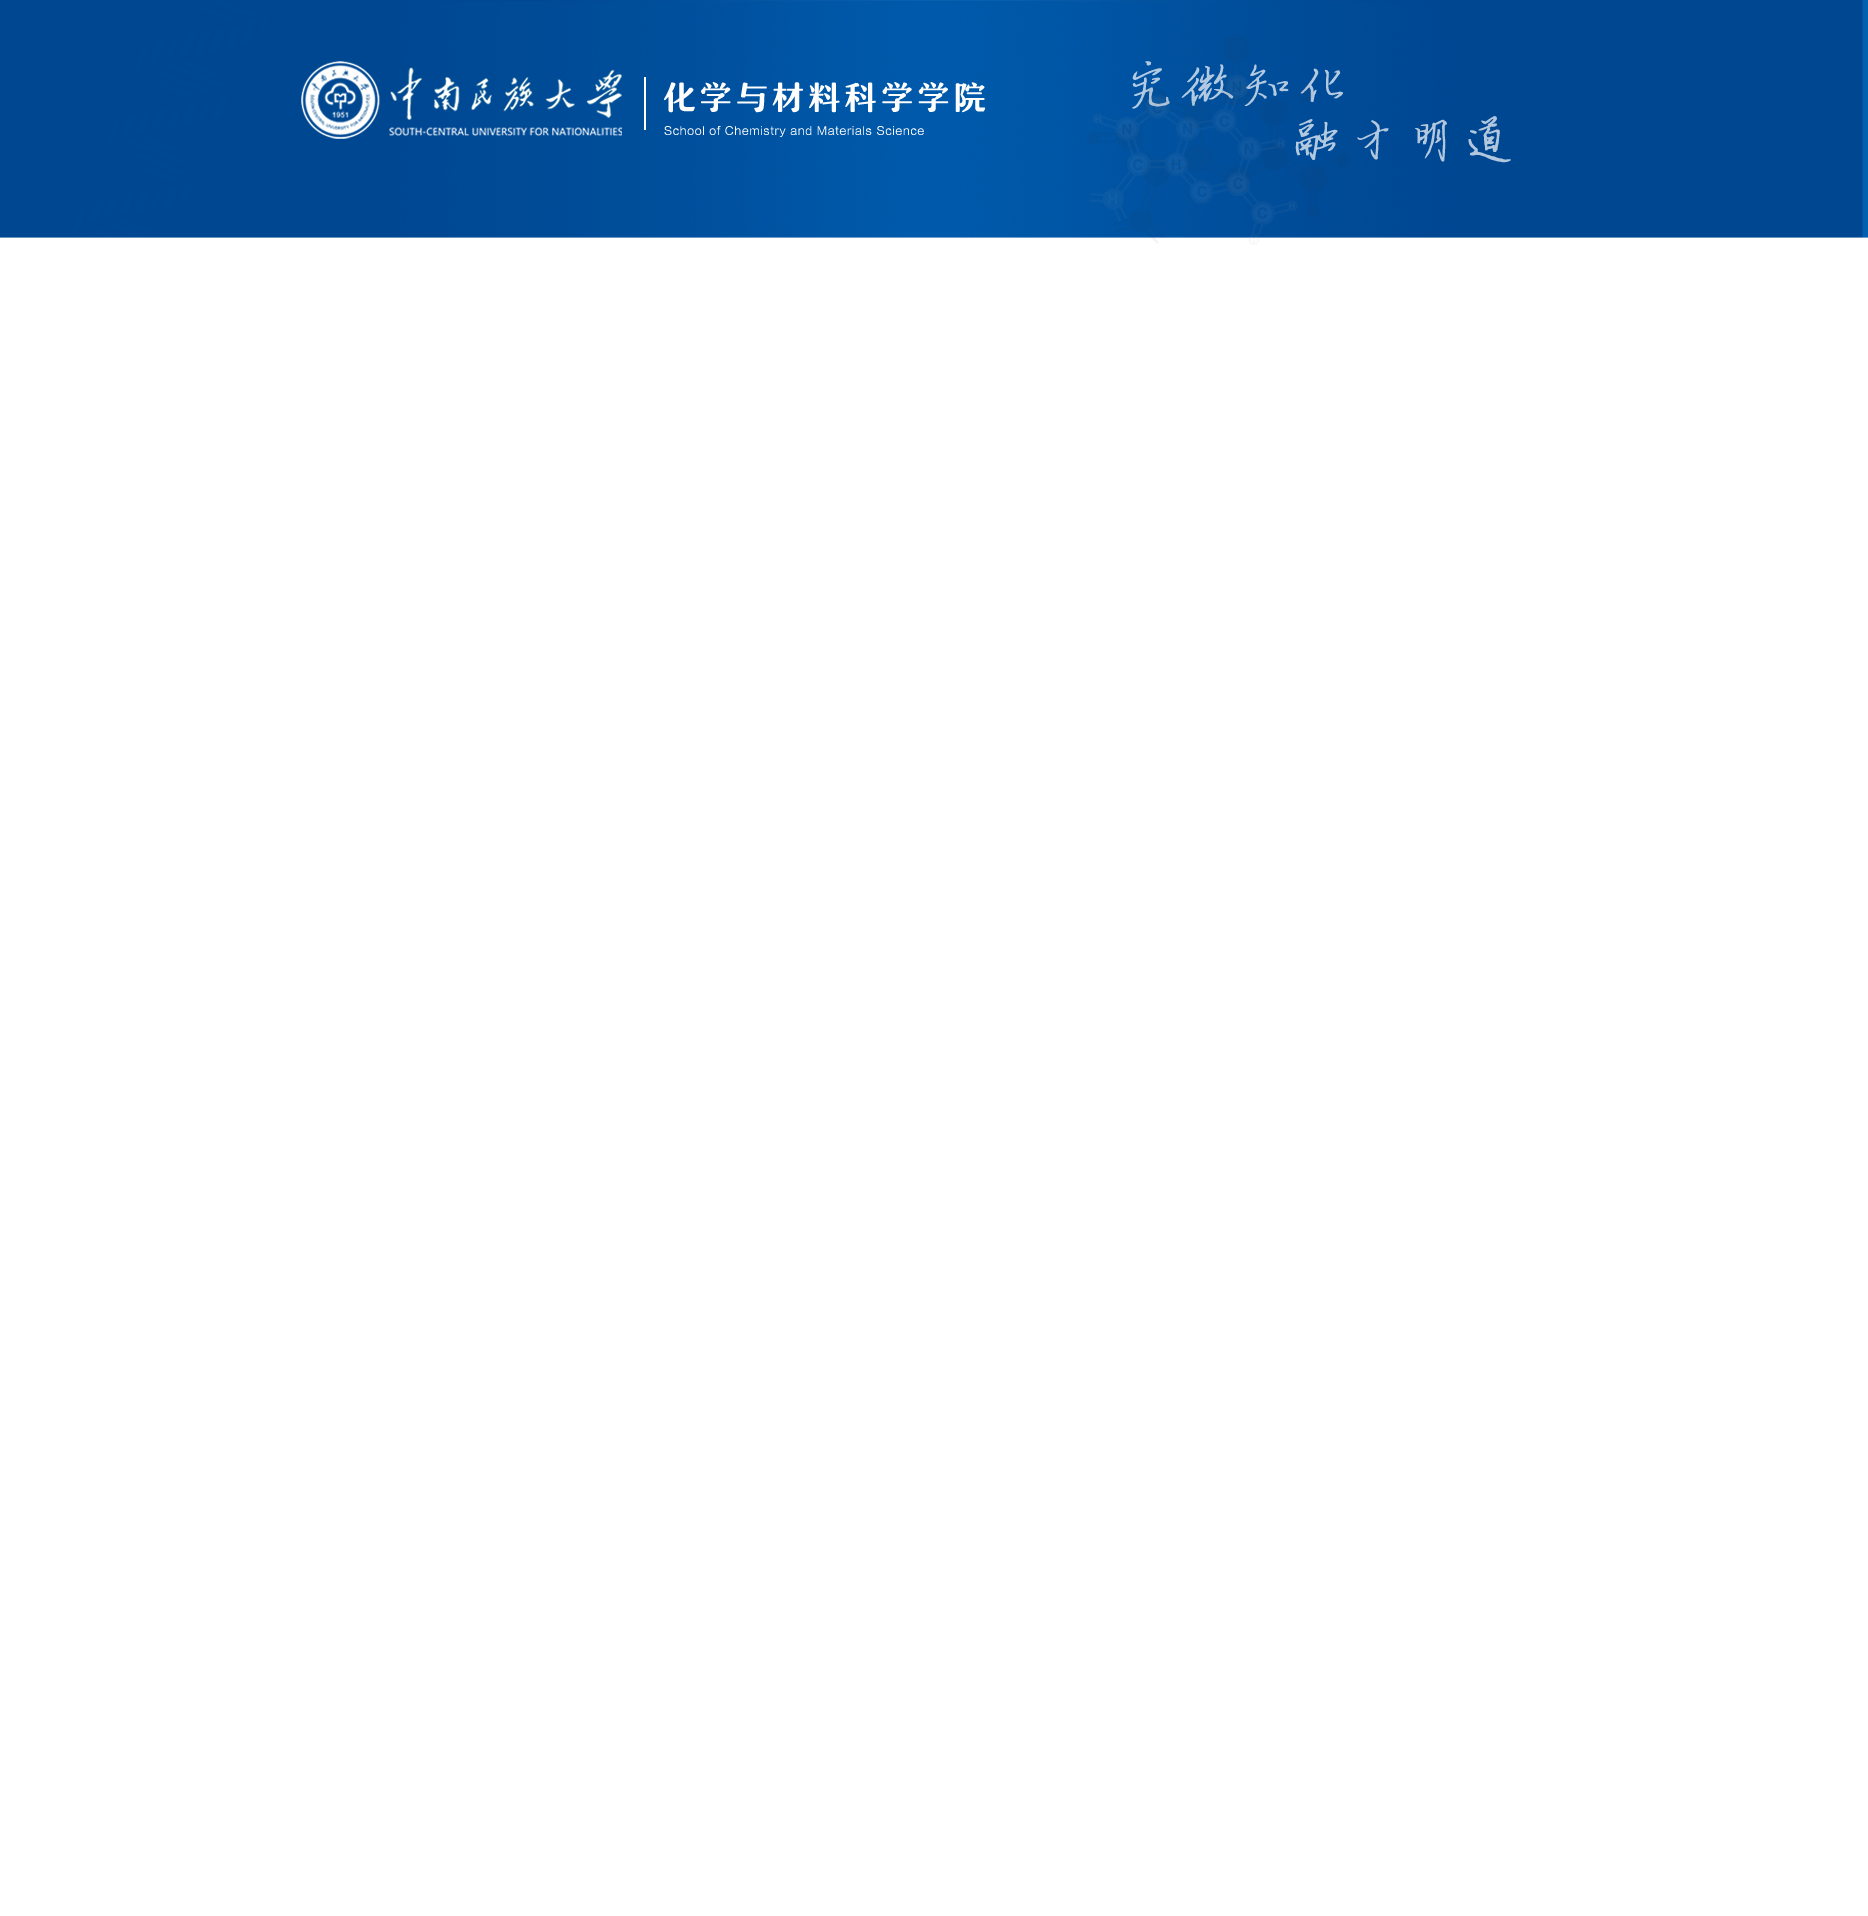 中南民族大學
SOUTH-CENTRAL UNIVERSITY FOR NATIONALITIES
1951
化学与材料科学学院
School of Chemistry and Materials Science
究微知化
融才明道